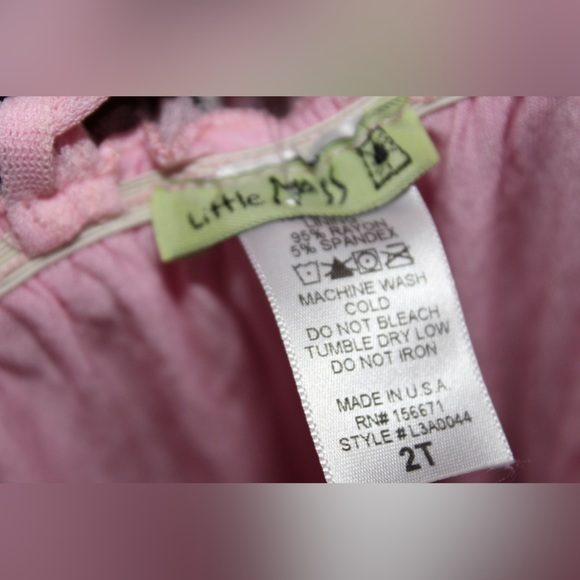 Little Mass
95% RAYON
5% SPANDEX
MACHINE WASH
COLD
DO NOT BLEACH
TUMBLE DRY LOW
DO NOT IRON
MADE IN U.S.A.
RN# 156671
STYLE # L3A0044
2T